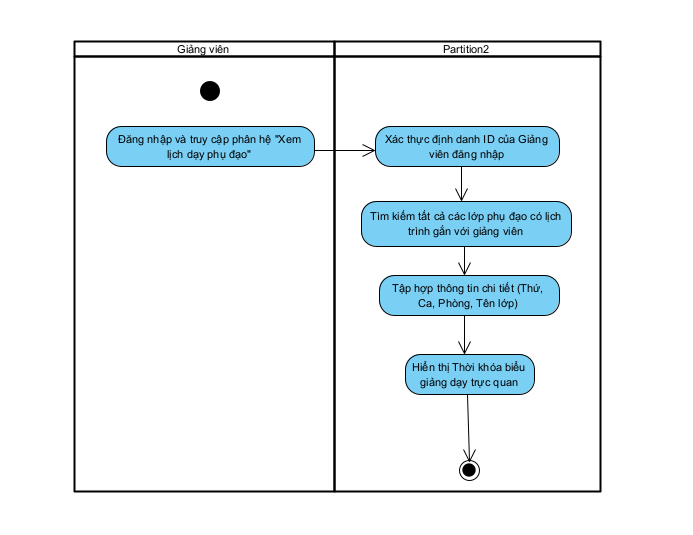 Giảng viên
Partition2
Đăng nhập và truy cập phân hệ "Xem
lịch dạy phụ đạo"
Xác thực định danh ID của Giảng
viên đăng nhập
Tìm kiếm tất cả các lớp phụ đạo có lịch
trình gắn với giảng viên
Tập hợp thông tin chi tiết (Thứ,
Ca, Phòng, Tên lớp)
Hiển thị Thời khóa biểu
giảng dạy trực quan